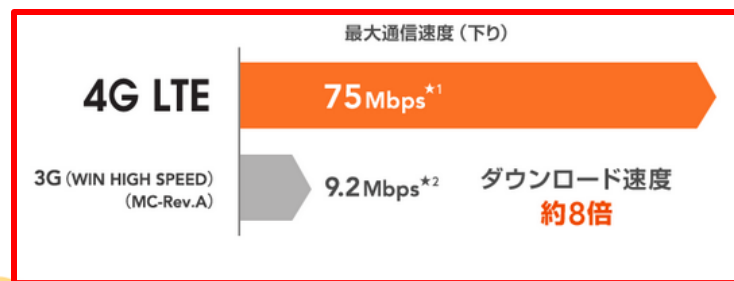 最大通信速度（下り）
4G LTE
75Mbps★1
3G（WIN HIGH SPEED）
（MC-Rev.A）
9.2Mbps★2
ダウンロード速度
約8倍